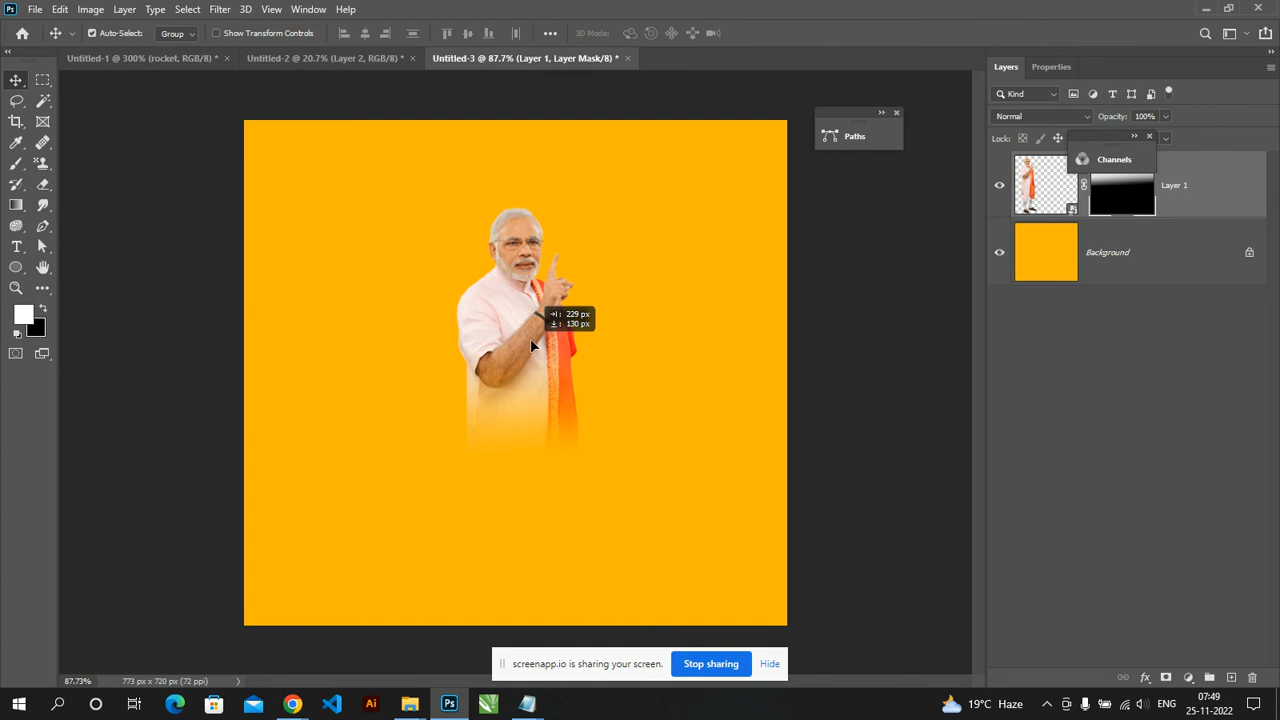 Ps File Edit Image Layer Type Select Filter 3D View Window Help
Auto-Select: Group Show Transform Controls 3D Mode:
Untitled-1 @ 300% (rocket, RGB/8) * × Untitled-2 @ 20.7% (Layer 2, RGB/8) * × Untitled-3 @ 87.7% (Layer 1, Layer Mask/8) * ×
Layers Properties
Kind
Normal Opacity: 100%
Paths
Lock:
Channels
Layer 1
Background
229 px
130 px
screenapp.io is sharing your screen. Stop sharing Hide
87.73% 773 px x 720 px (72 ppi)
Ai Ps 19°C Haze ENG 07:49
25-11-2022